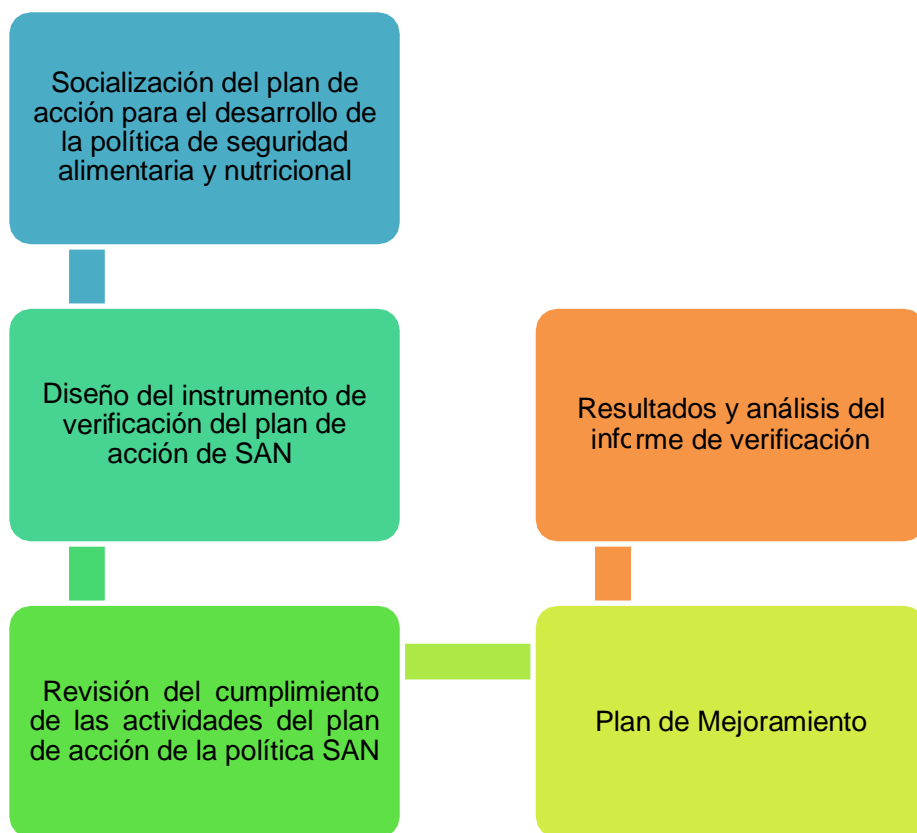 Socialización del plan de
acción para el desarrollo de
la política de seguridad
alimentaria y nutricional
Diseño del instrumento de
verificación del plan de
acción de SAN
Revisión del cumplimiento
de las actividades del plan
de acción de la política SAN
Plan de Mejoramiento
Resultados y análisis del
informe de verificación